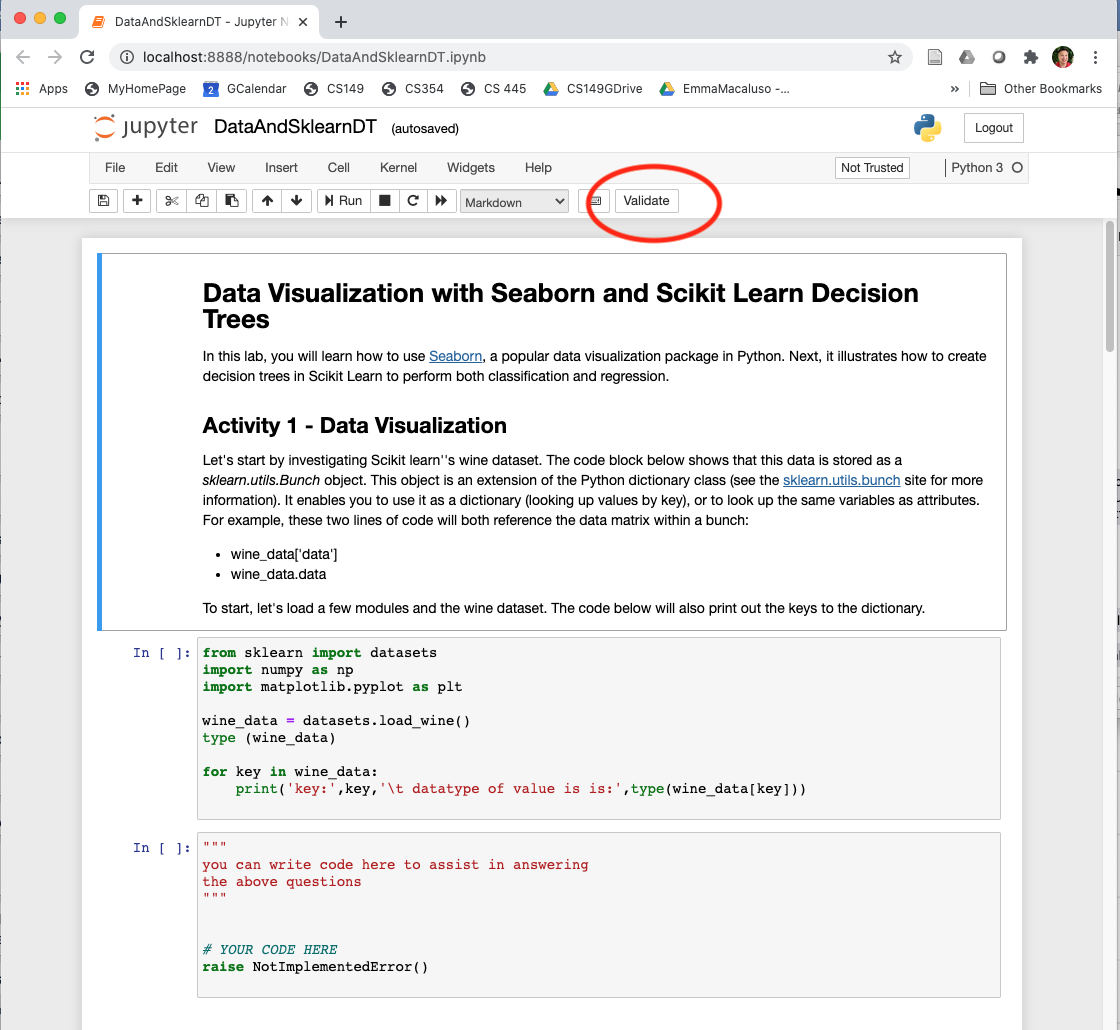 DataAndSklearnDT - Jupyter N
localhost:8888/notebooks/DataAndSklearnDT.ipynb
Apps MyHomePage 2 GCalendar CS149 CS354 CS 445 CS149GDrive EmmaMacaluso -... » Other Bookmarks
jupyter DataAndSklearnDT (autosaved) Logout
File Edit View Insert Cell Kernel Widgets Help Not Trusted Python 3
Run Markdown Validate
Data Visualization with Seaborn and Scikit Learn Decision
Trees
In this lab, you will learn how to use Seaborn, a popular data visualization package in Python. Next, it illustrates how to create
decision trees in Scikit Learn to perform both classification and regression.
Activity 1 - Data Visualization
Let's start by investigating Scikit learn''s wine dataset. The code block below shows that this data is stored as a
sklearn.utils.Bunch object. This object is an extension of the Python dictionary class (see the sklearn.utils.bunch site for more
information). It enables you to use it as a dictionary (looking up values by key), or to look up the same variables as attributes.
For example, these two lines of code will both reference the data matrix within a bunch:
• wine_data['data']
• wine_data.data
To start, let's load a few modules and the wine dataset. The code below will also print out the keys to the dictionary.
In [ ]: from sklearn import datasets
import numpy as np
import matplotlib.pyplot as plt
wine_data = datasets.load_wine()
type (wine_data)
for key in wine_data:
    print('key:',key,'\t datatype of value is is:',type(wine_data[key]))
In [ ]: """
you can write code here to assist in answering
the above questions
"""
# YOUR CODE HERE
raise NotImplementedError()